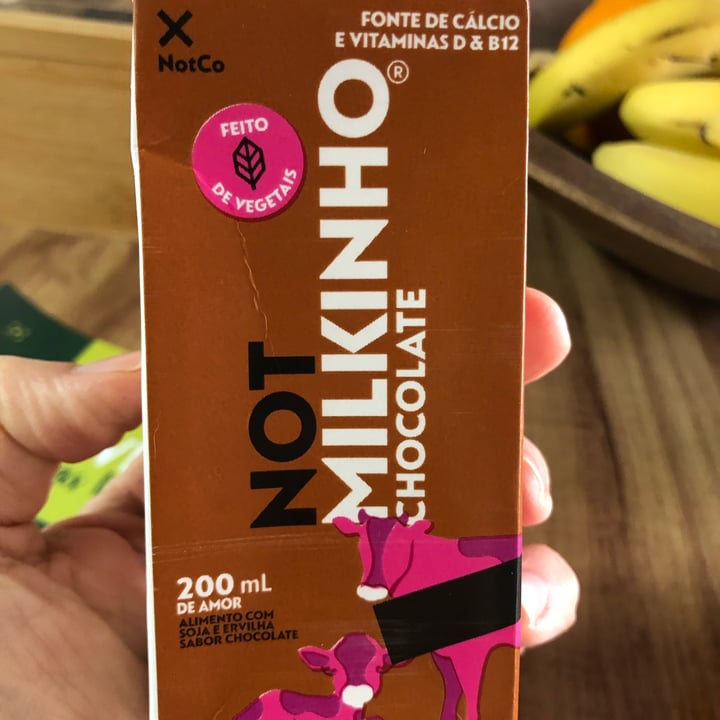 NotCo
FONTE DE CÁLCIO
E VITAMINAS D & B12
FEITO
DE VEGETAIS
NOT
MILKINHO®
CHOCOLATE
200 mL
DE AMOR
ALIMENTO COM
SOJA E ERVILHA
SABOR CHOCOLATE